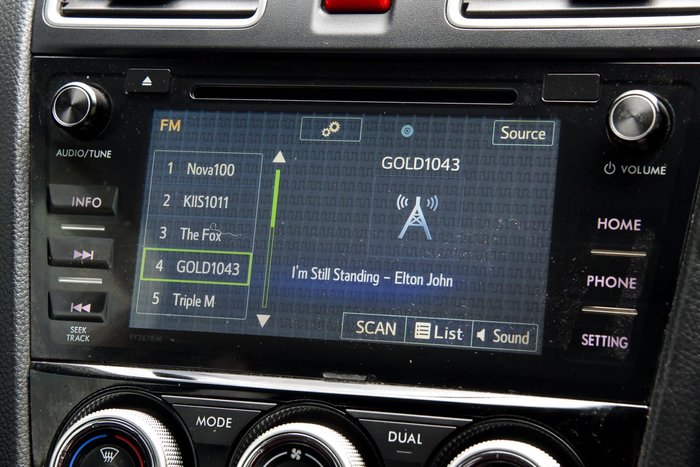 FM
Source
GOLD1043
1 Nova100
2 KIIS1011
3 The Fox
4 GOLD1043
5 Triple M
I'm Still Standing - Elton John
SCAN
List
Sound
AUDIO/TUNE
INFO
SEEK
TRACK
FF267KM
VOLUME
HOME
PHONE
SETTING
MODE
DUAL